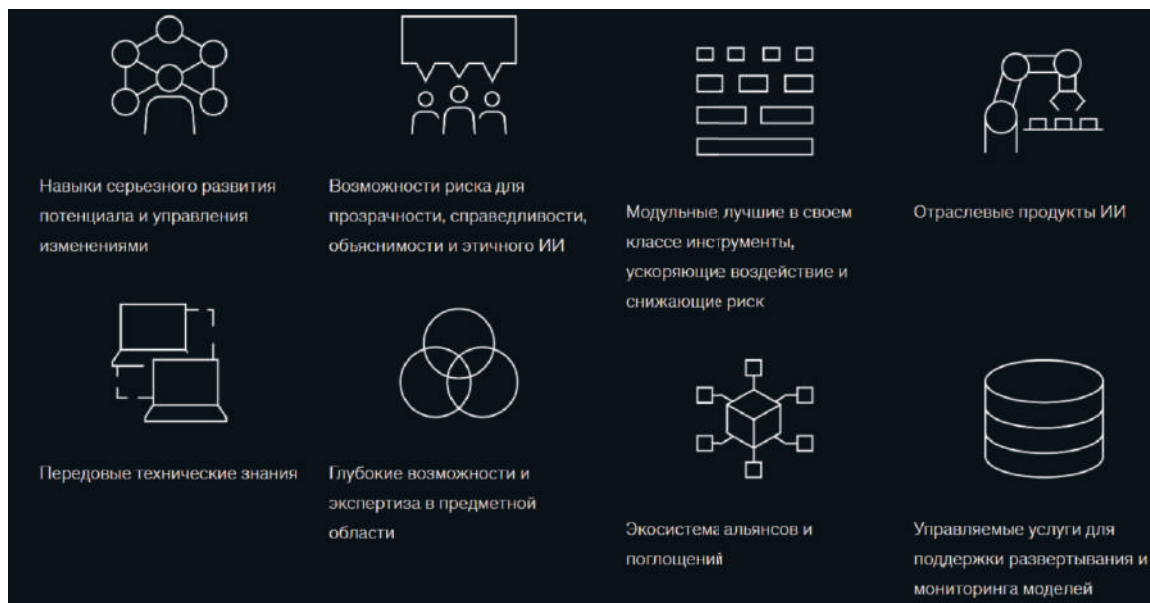 Навыки серьезного развития
потенциала и управления
изменениями
Возможности риска для
прозрачности, справедливости,
объяснимости и этичного ИИ
Модульные лучшие в своем
классе инструменты,
ускоряющие воздействие и
снижающие риск
Отраслевые продукты ИИ
Передовые технические знания
Глубокие возможности и
экспертиза в предметной
области
Экосистема альянсов и
поглощений
Управляемые услуги для
поддержки развертывания и
мониторинга моделей